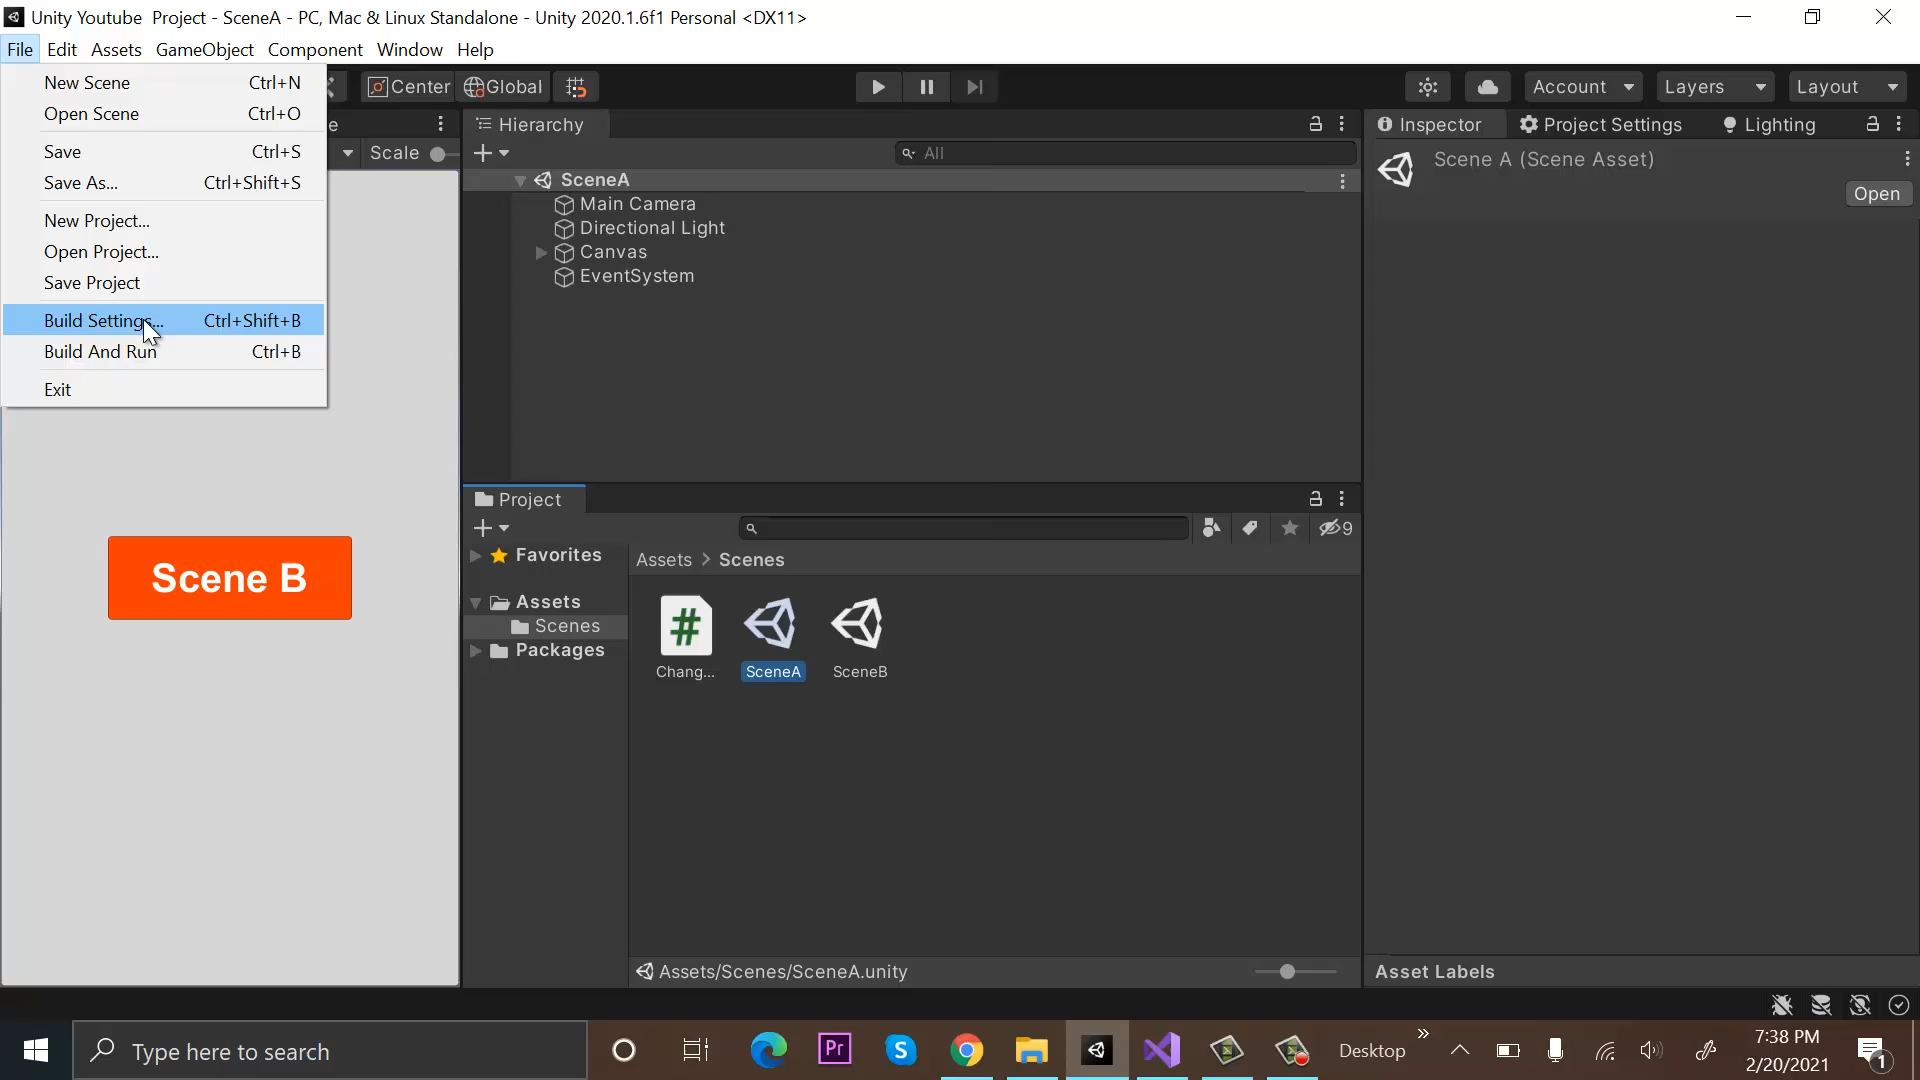 Unity Youtube Project - SceneA - PC, Mac & Linux Standalone - Unity 2020.1.6f1 Personal <DX11>
File Edit Assets GameObject Component Window Help
New Scene Ctrl+N
Open Scene Ctrl+O
Save Ctrl+S
Save As... Ctrl+Shift+S
New Project...
Open Project...
Save Project
Build Settings... Ctrl+Shift+B
Build And Run Ctrl+B
Exit
Center Global
Account Layers Layout
e
Scale
Scene B
Hierarchy
All
SceneA
Main Camera
Directional Light
Canvas
EventSystem
Project
9
Favorites
Assets
Scenes
Packages
Assets > Scenes
Chang... SceneA SceneB
Assets/Scenes/SceneA.unity
Inspector Project Settings Lighting
Scene A (Scene Asset)
Open
Asset Labels
Type here to search
Pr
S
Desktop
7:38 PM
2/20/2021
1